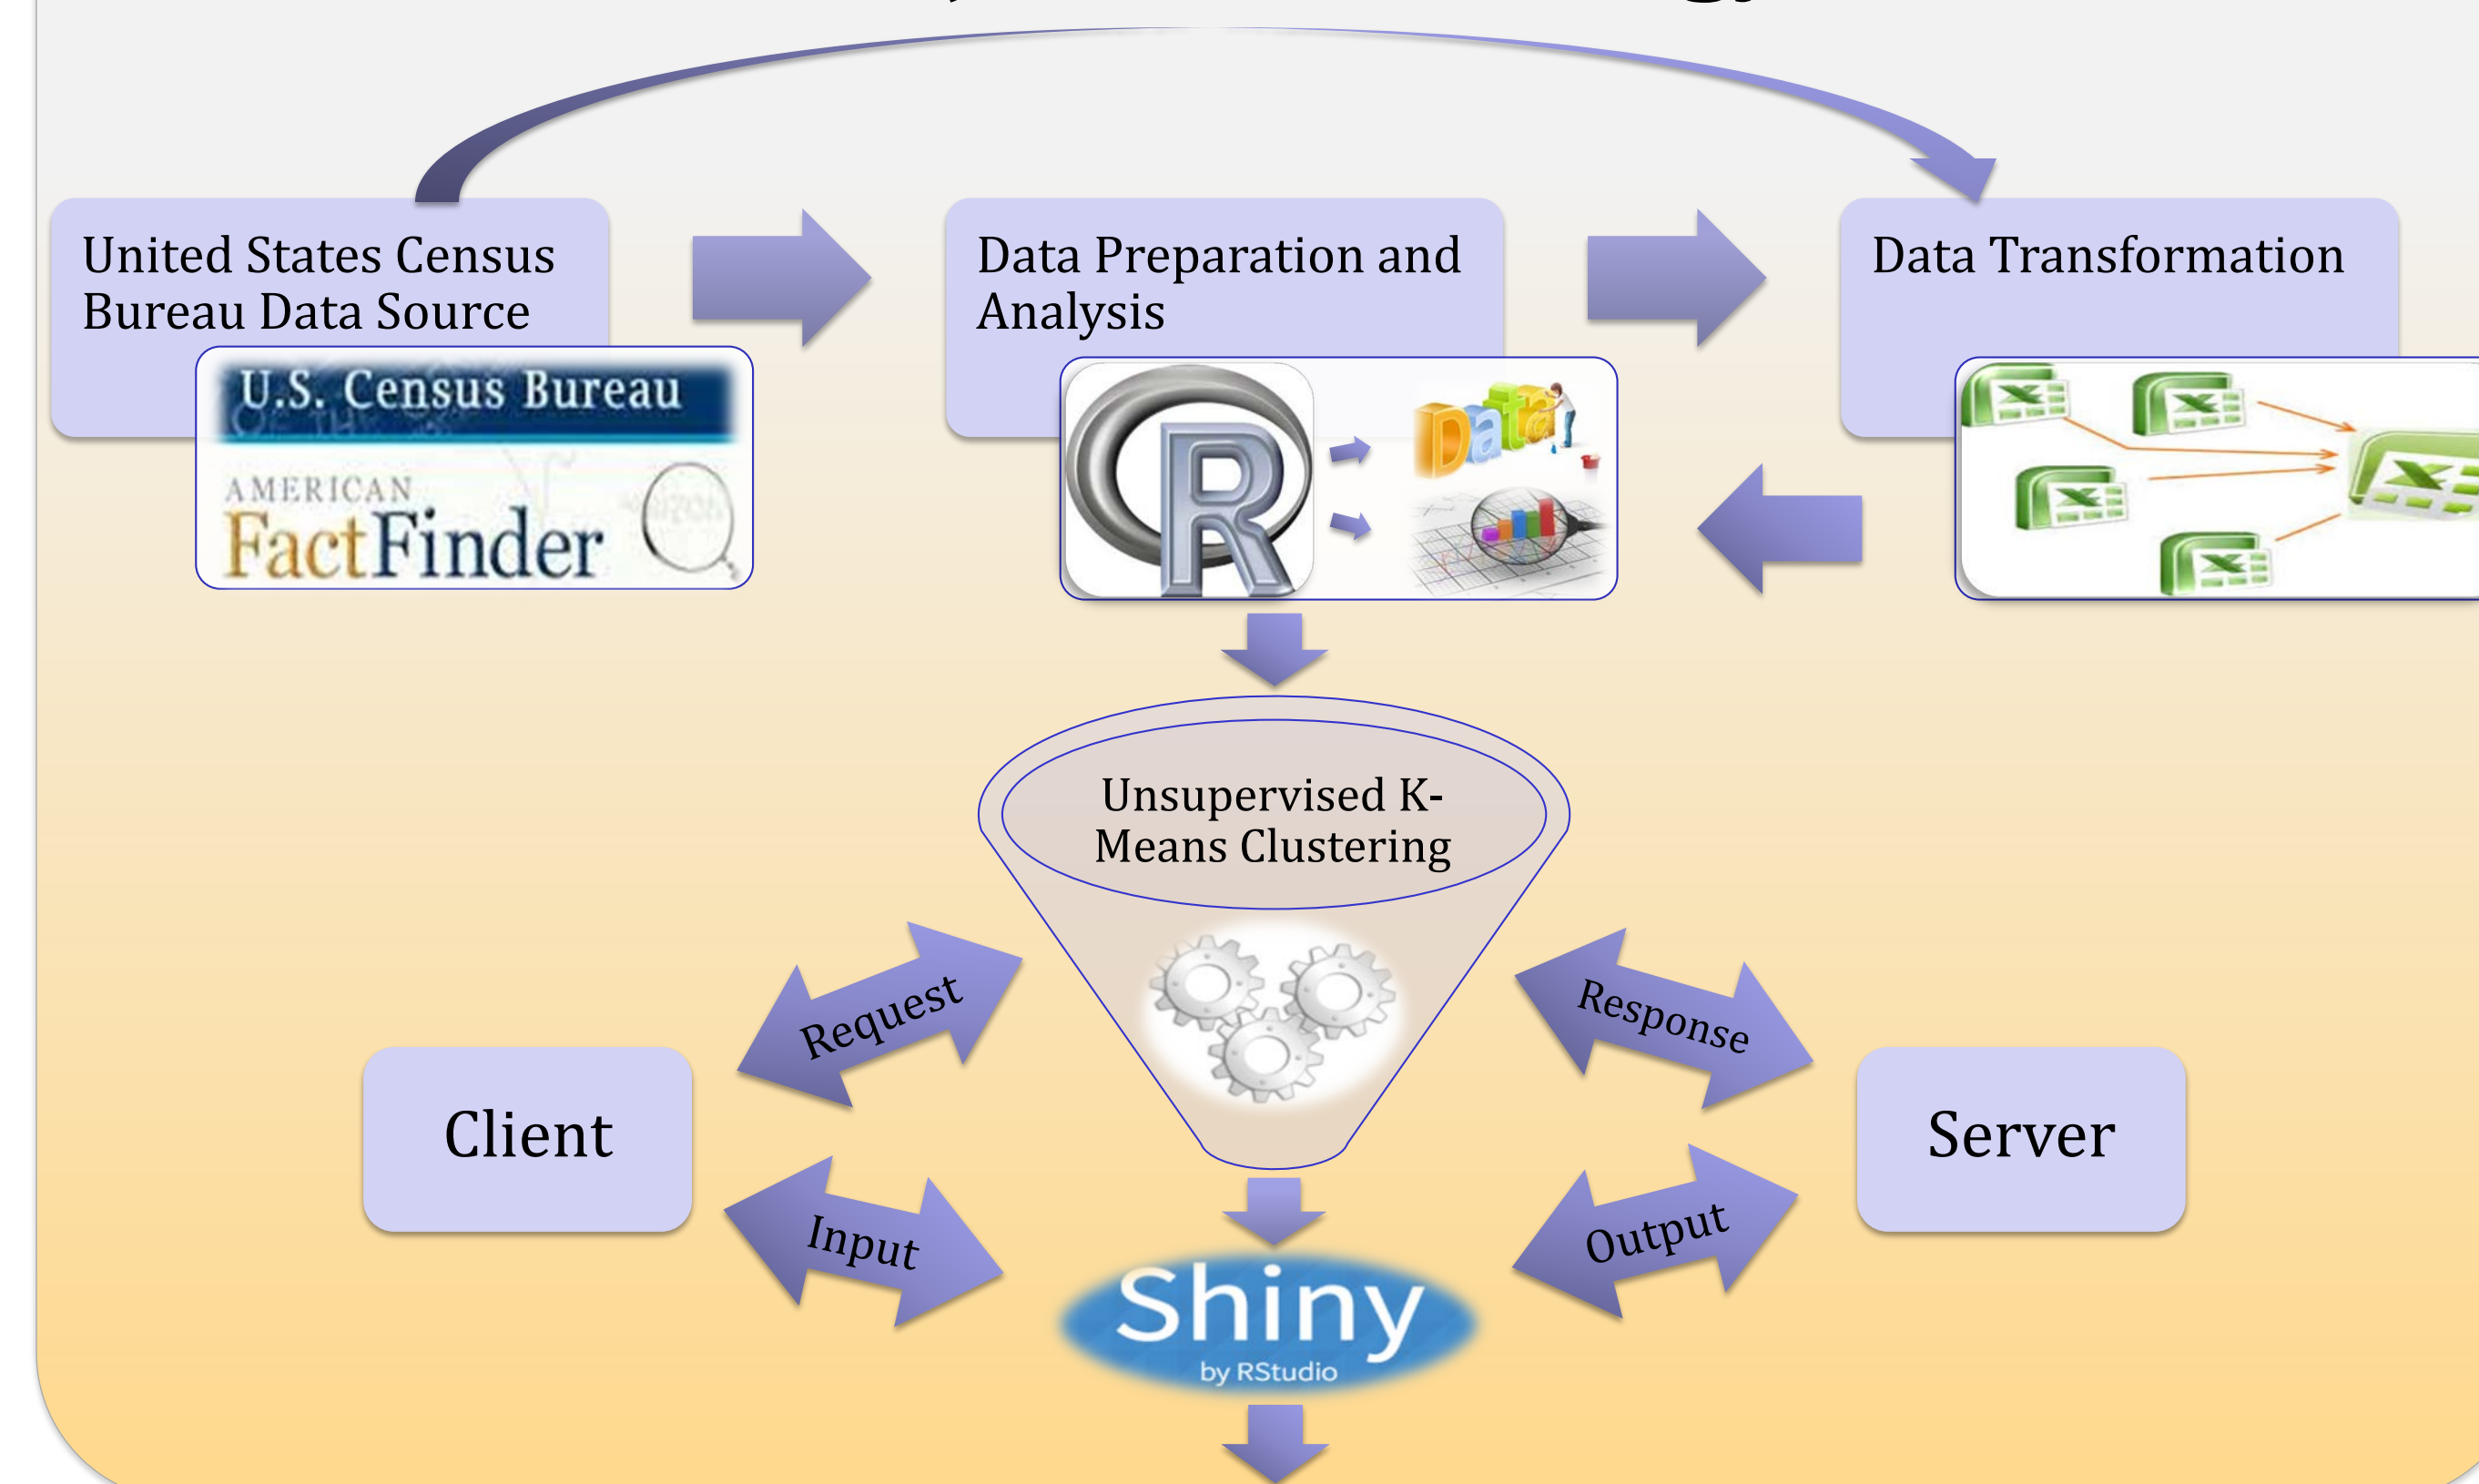 United States Census
Bureau Data Source
Data Preparation and
Analysis
Data Transformation
U.S. Census Bureau
AMERICAN
FactFinder
R
Data
Unsupervised K-
Means Clustering
Request
Response
Client
Server
Input
Output
Shiny
by RStudio